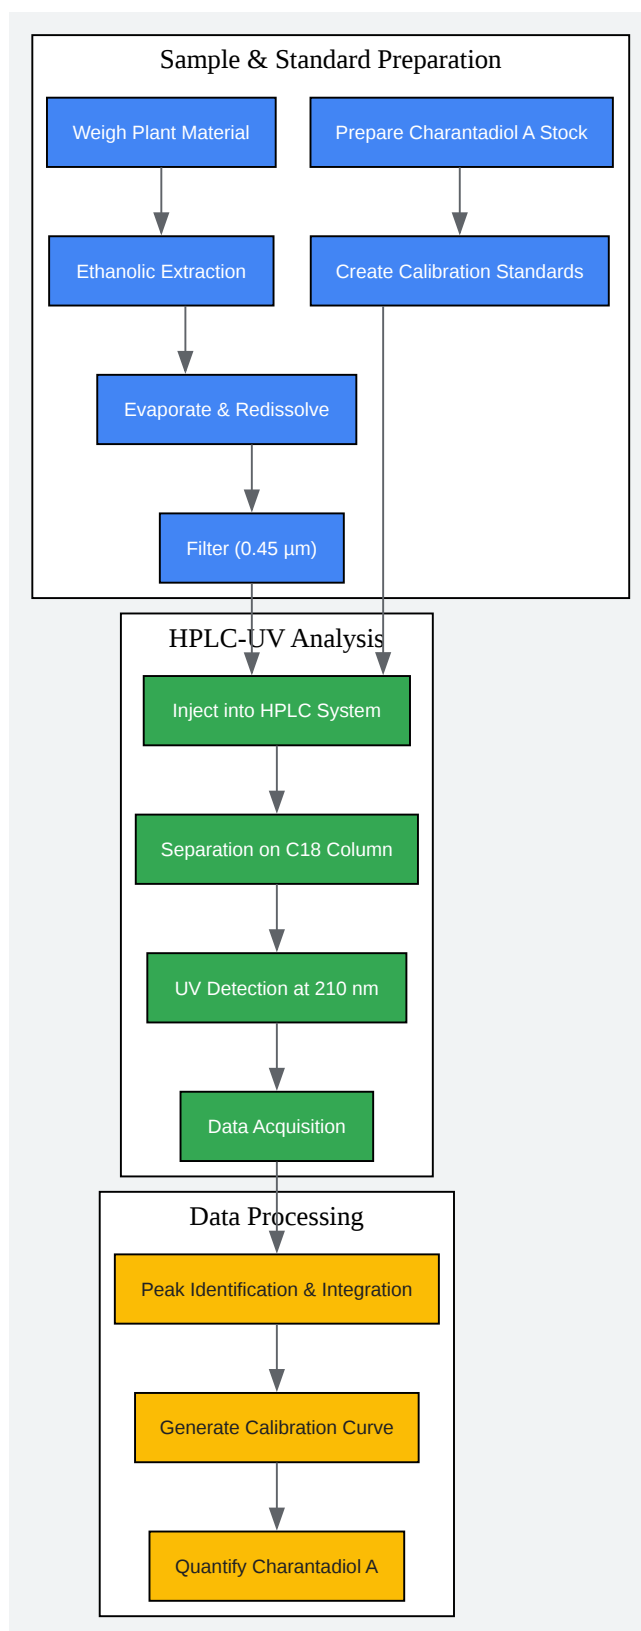 Sample & Standard Preparation
Weigh Plant Material
Prepare Charantadiol A Stock
Ethanolic Extraction
Create Calibration Standards
Evaporate & Redissolve
Filter (0.45 µm)
HPLC-UV Analysis
Inject into HPLC System
Separation on C18 Column
UV Detection at 210 nm
Data Acquisition
Data Processing
Peak Identification & Integration
Generate Calibration Curve
Quantify Charantadiol A